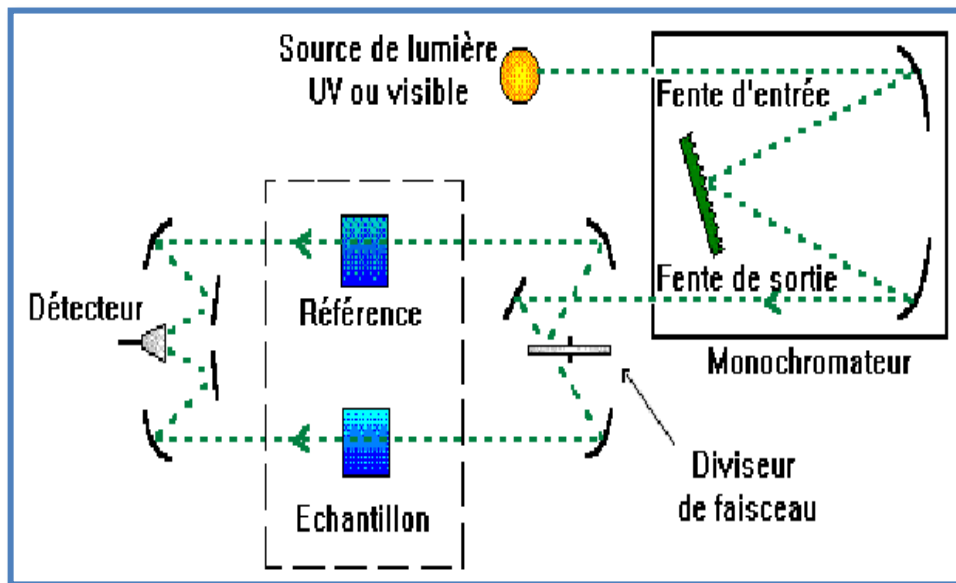 Source de lumière
UV ou visible
Fente d'entrée
Fente de sortie
Monochromateur
Détecteur
Référence
Echantillon
Diviseur
de faisceau